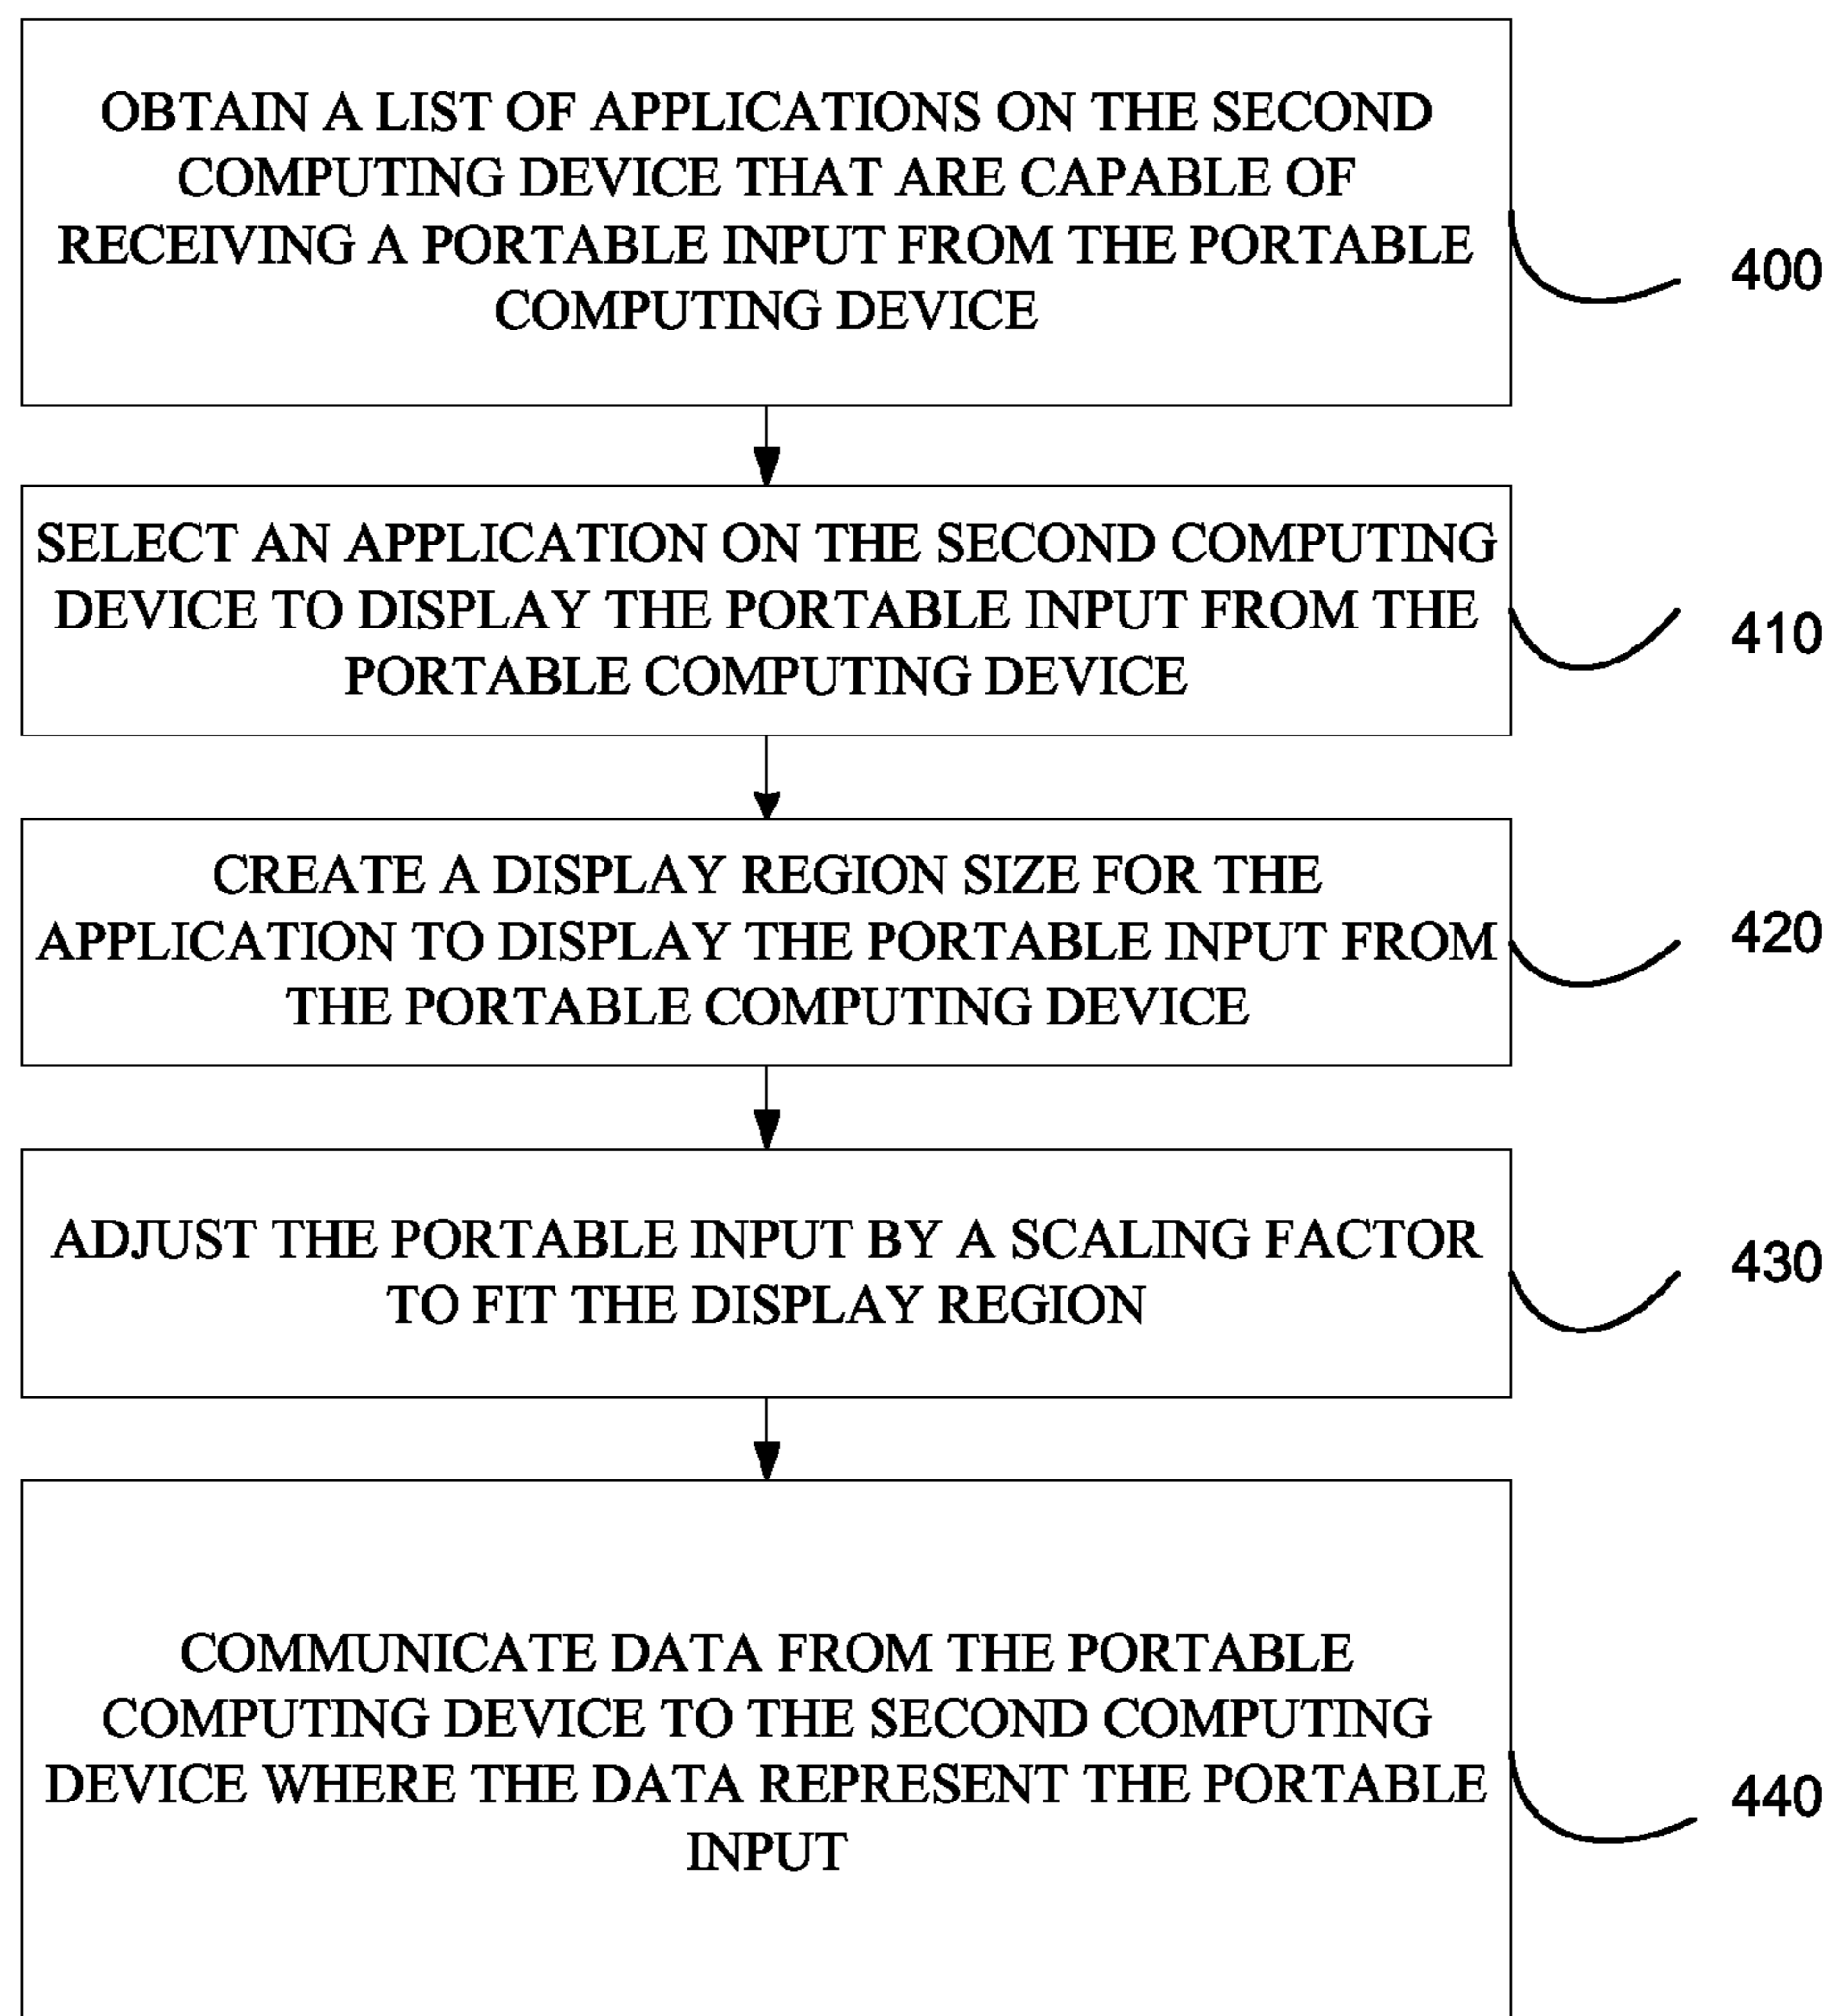 OBTAIN A LIST OF APPLICATIONS ON THE SECOND
COMPUTING DEVICE THAT ARE CAPABLE OF
RECEIVING A PORTABLE INPUT FROM THE PORTABLE
COMPUTING DEVICE
400
SELECT AN APPLICATION ON THE SECOND COMPUTING
DEVICE TO DISPLAY THE PORTABLE INPUT FROM THE
PORTABLE COMPUTING DEVICE
410
CREATE A DISPLAY REGION SIZE FOR THE
APPLICATION TO DISPLAY THE PORTABLE INPUT FROM
THE PORTABLE COMPUTING DEVICE
420
ADJUST THE PORTABLE INPUT BY A SCALING FACTOR
TO FIT THE DISPLAY REGION
430
COMMUNICATE DATA FROM THE PORTABLE
COMPUTING DEVICE TO THE SECOND COMPUTING
DEVICE WHERE THE DATA REPRESENT THE PORTABLE
INPUT
440